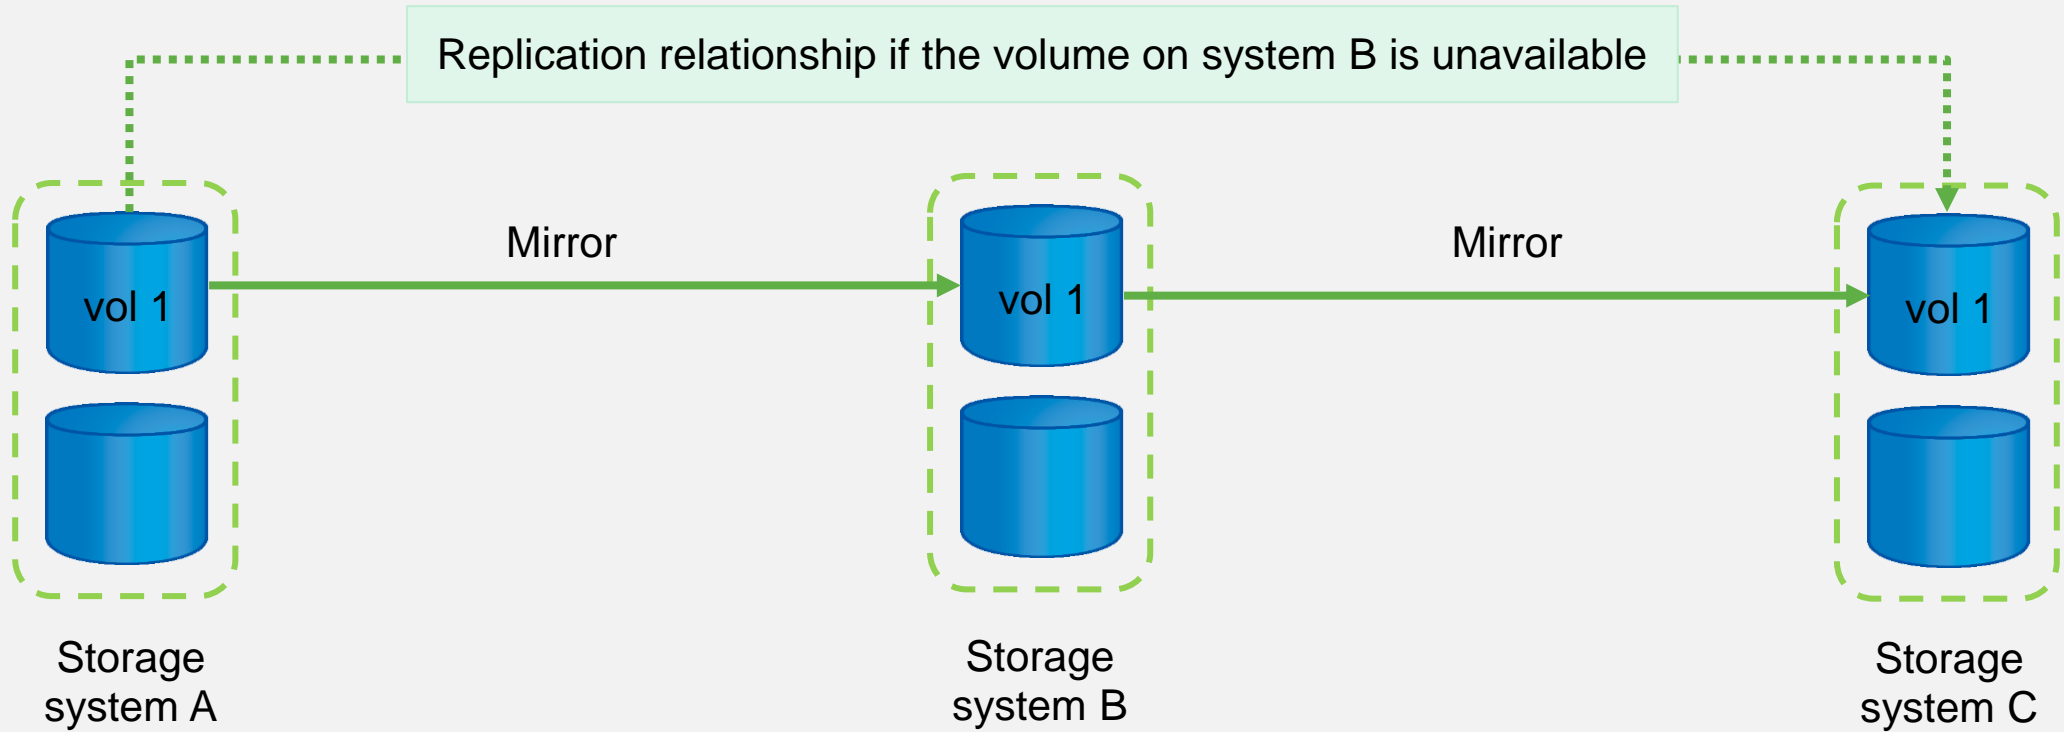 Replication relationship if the volume on system B is unavailable
Mirror
Mirror
vol 1
vol 1
vol 1
Storage
system A
Storage
system B
Storage
system C